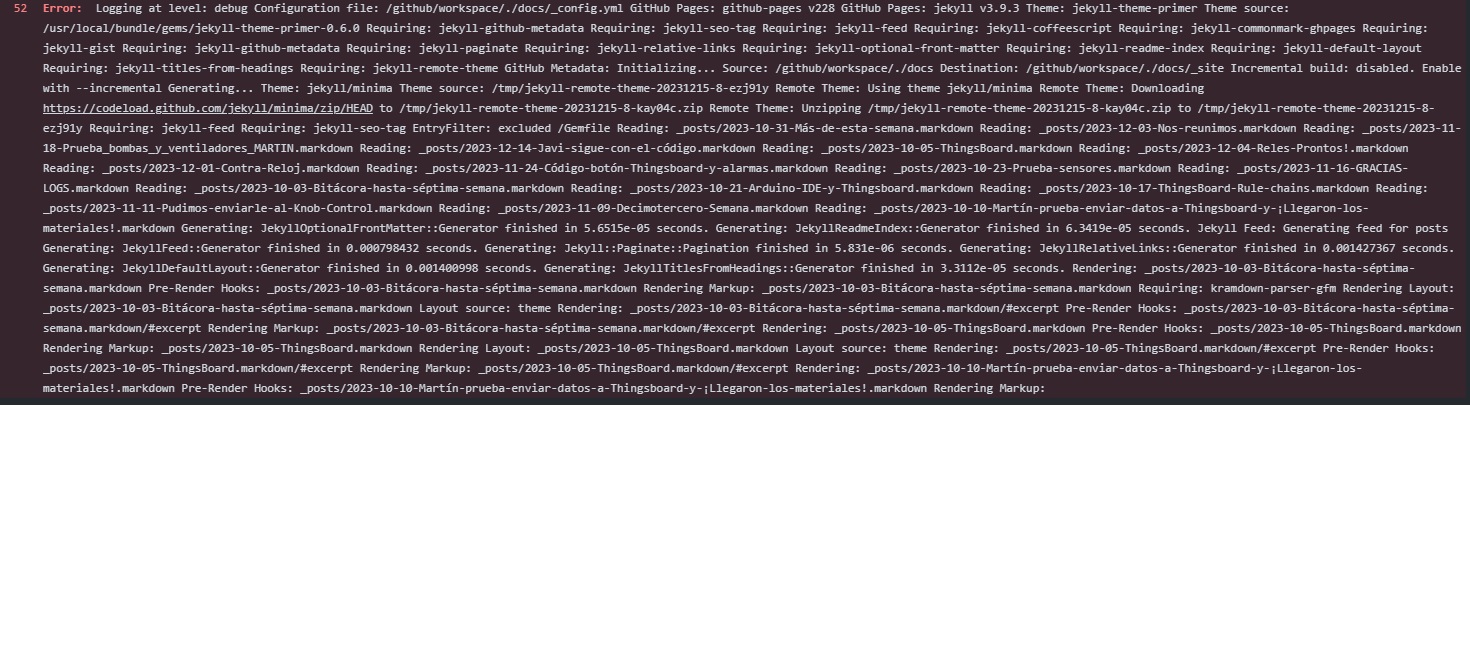 52 Error: Logging at level: debug Configuration file: /github/workspace/./docs/_config.yml GitHub Pages: github-pages v228 GitHub Pages: jekyll v3.9.3 Theme: jekyll-theme-primer Theme source:
/usr/local/bundle/gems/jekyll-theme-primer-0.6.0 Requiring: jekyll-github-metadata Requiring: jekyll-seo-tag Requiring: jekyll-feed Requiring: jekyll-coffeescript Requiring: jekyll-commonmark-ghpages Requiring:
jekyll-gist Requiring: jekyll-github-metadata Requiring: jekyll-paginate Requiring: jekyll-relative-links Requiring: jekyll-optional-front-matter Requiring: jekyll-readme-index Requiring: jekyll-default-layout
Requiring: jekyll-titles-from-headings Requiring: jekyll-remote-theme GitHub Metadata: Initializing... Source: /github/workspace/./docs Destination: /github/workspace/./docs/_site Incremental build: disabled. Enable
with --incremental Generating... Theme: jekyll/minima Theme source: /tmp/jekyll-remote-theme-20231215-8-ezj91y Remote Theme: Using theme jekyll/minima Remote Theme: Downloading
https://codeload.github.com/jekyll/minima/zip/HEAD to /tmp/jekyll-remote-theme-20231215-8-kay04c.zip Remote Theme: Unzipping /tmp/jekyll-remote-theme-20231215-8-kay04c.zip to /tmp/jekyll-remote-theme-20231215-8-
ezj91y Requiring: jekyll-feed Requiring: jekyll-seo-tag EntryFilter: excluded /Gemfile Reading: _posts/2023-10-31-Más-de-esta-semana.markdown Reading: _posts/2023-12-03-Nos-reunimos.markdown Reading: _posts/2023-11-
18-Prueba_bombas_y_ventiladores_MARTIN.markdown Reading: _posts/2023-12-14-Javi-sigue-con-el-código.markdown Reading: _posts/2023-10-05-ThingsBoard.markdown Reading: _posts/2023-12-04-Reles-Prontos!.markdown
Reading: _posts/2023-12-01-Contra-Reloj.markdown Reading: _posts/2023-11-24-Código-botón-Thingsboard-y-alarmas.markdown Reading: _posts/2023-10-23-Prueba-sensores.markdown Reading: _posts/2023-11-16-GRACIAS-
LOGS.markdown Reading: _posts/2023-10-03-Bitácora-hasta-séptima-semana.markdown Reading: _posts/2023-10-21-Arduino-IDE-y-Thingsboard.markdown Reading: _posts/2023-10-17-ThingsBoard-Rule-chains.markdown Reading:
_posts/2023-11-11-Pudimos-enviarle-al-Knob-Control.markdown Reading: _posts/2023-11-09-Decimotercero-Semana.markdown Reading: _posts/2023-10-10-Martín-prueba-enviar-datos-a-Thingsboard-y-¡Llegaron-los-
materiales!.markdown Generating: JekyllOptionalFrontMatter::Generator finished in 5.6515e-05 seconds. Generating: JekyllReadmeIndex::Generator finished in 6.3419e-05 seconds. Jekyll Feed: Generating feed for posts
Generating: JekyllFeed::Generator finished in 0.000798432 seconds. Generating: Jekyll::Paginate::Pagination finished in 5.831e-06 seconds. Generating: JekyllRelativeLinks::Generator finished in 0.001427367 seconds.
Generating: JekyllDefaultLayout::Generator finished in 0.001400998 seconds. Generating: JekyllTitlesFromHeadings::Generator finished in 3.3112e-05 seconds. Rendering: _posts/2023-10-03-Bitácora-hasta-séptima-
semana.markdown Pre-Render Hooks: _posts/2023-10-03-Bitácora-hasta-séptima-semana.markdown Rendering Markup: _posts/2023-10-03-Bitácora-hasta-séptima-semana.markdown Requiring: kramdown-parser-gfm Rendering Layout:
_posts/2023-10-03-Bitácora-hasta-séptima-semana.markdown Layout source: theme Rendering: _posts/2023-10-03-Bitácora-hasta-séptima-semana.markdown/#excerpt Pre-Render Hooks: _posts/2023-10-03-Bitácora-hasta-séptima-
semana.markdown/#excerpt Rendering Markup: _posts/2023-10-03-Bitácora-hasta-séptima-semana.markdown/#excerpt Rendering: _posts/2023-10-05-ThingsBoard.markdown Pre-Render Hooks: _posts/2023-10-05-ThingsBoard.markdown
Rendering Markup: _posts/2023-10-05-ThingsBoard.markdown Rendering Layout: _posts/2023-10-05-ThingsBoard.markdown Layout source: theme Rendering: _posts/2023-10-05-ThingsBoard.markdown/#excerpt Pre-Render Hooks:
_posts/2023-10-05-ThingsBoard.markdown/#excerpt Rendering Markup: _posts/2023-10-05-ThingsBoard.markdown/#excerpt Rendering: _posts/2023-10-10-Martín-prueba-enviar-datos-a-Thingsboard-y-¡Llegaron-los-
materiales!.markdown Pre-Render Hooks: _posts/2023-10-10-Martín-prueba-enviar-datos-a-Thingsboard-y-¡Llegaron-los-materiales!.markdown Rendering Markup: